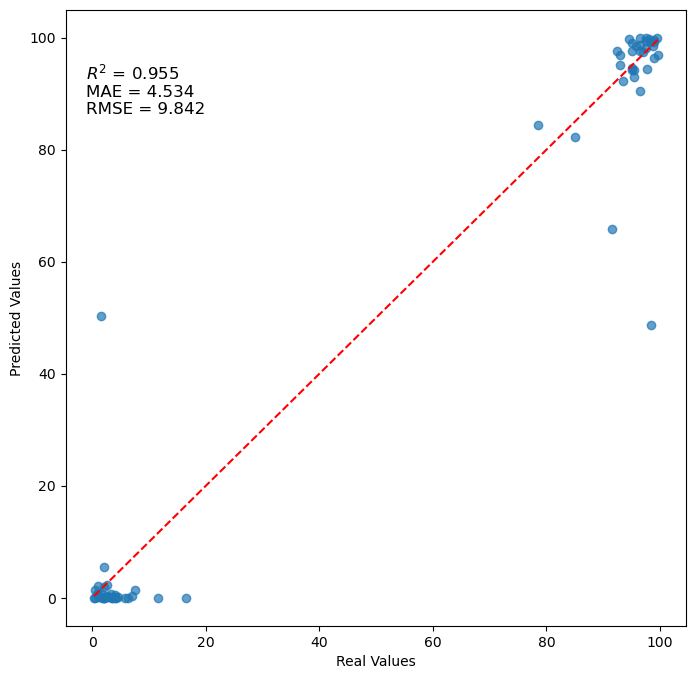 100
80
60
40
20
0
Predicted Values
R² = 0.955
MAE = 4.534
RMSE = 9.842
0 20 40 60 80 100
Real Values